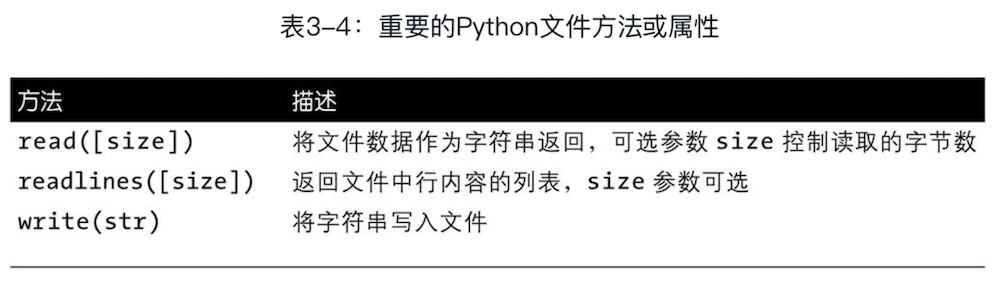 表3-4：重要的Python文件方法或属性
方法 描述
read([size]) 将文件数据作为字符串返回，可选参数 size 控制读取的字节数
readlines([size]) 返回文件中行内容的列表，size 参数可选
write(str) 将字符串写入文件